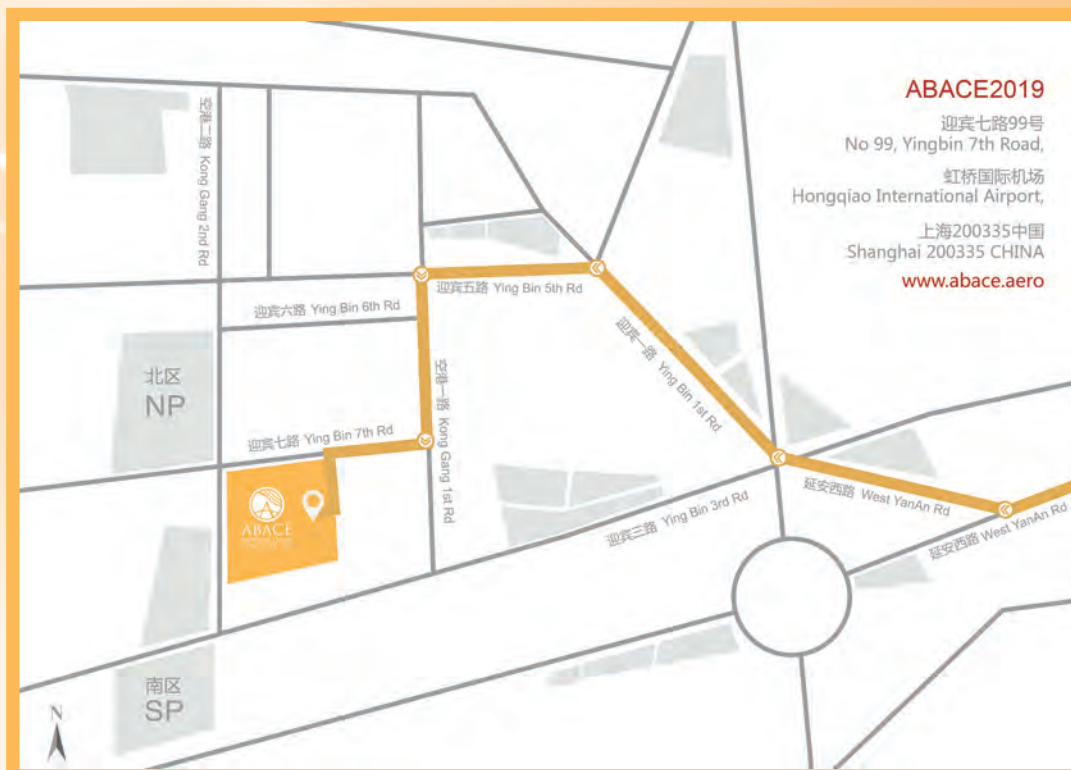 ABACE2019
迎宾七路99号
No 99, Yingbin 7th Road,
虹桥国际机场
Hongqiao International Airport,
上海200335中国
Shanghai 200335 CHINA
www.abace.aero
空港二路 Kong Gang 2nd Rd
迎宾五路 Ying Bin 5th Rd
迎宾六路 Ying Bin 6th Rd
迎宾一路 Ying Bin 1st Rd
北区
NP
空港一路 Kong Gang 1st Rd
迎宾七路 Ying Bin 7th Rd
ABACE
延安西路 West YanAn Rd
迎宾三路 Ying Bin 3rd Rd
延安西路 West YanAn Rd
南区
SP
N